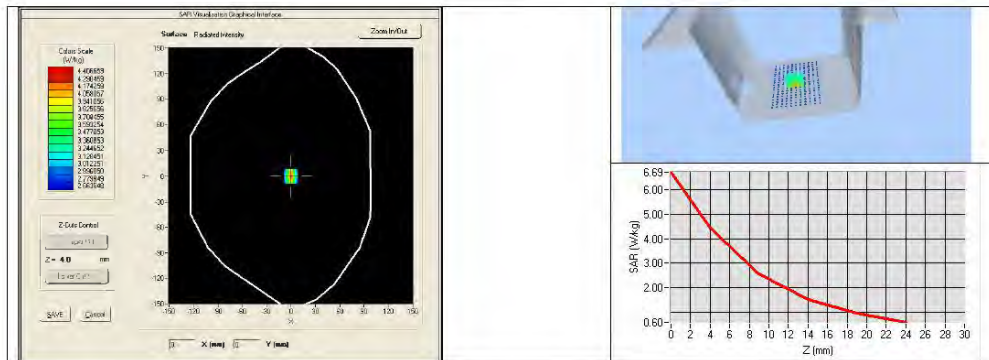 SAR Visualisation Graphical Interface
Surface Radiated Intensity
Zoom In/Out
Colors Scale
(W/kg)
4.406659
4.290459
4.174259
4.058057
3.941856
3.825656
3.709455
3.593254
3.477053
3.360853
3.244652
3.128451
3.012251
2.896050
2.779849
2.663648
150
120
90
60
30
0
-30
-60
-90
-120
-150
Y
-150 -120 -90 -60 -30 0 30 60 90 120 150
X
Z-Cuts Control
Z = 4.0 mm
SAVE Cancel
0 X (mm) 0 Y (mm)
SAR (W/kg)
6.69
6.00
5.00
4.00
3.00
2.00
0.60
0 2 4 6 8 10 12 14 16 18 20 22 24 26 28 30
Z (mm)